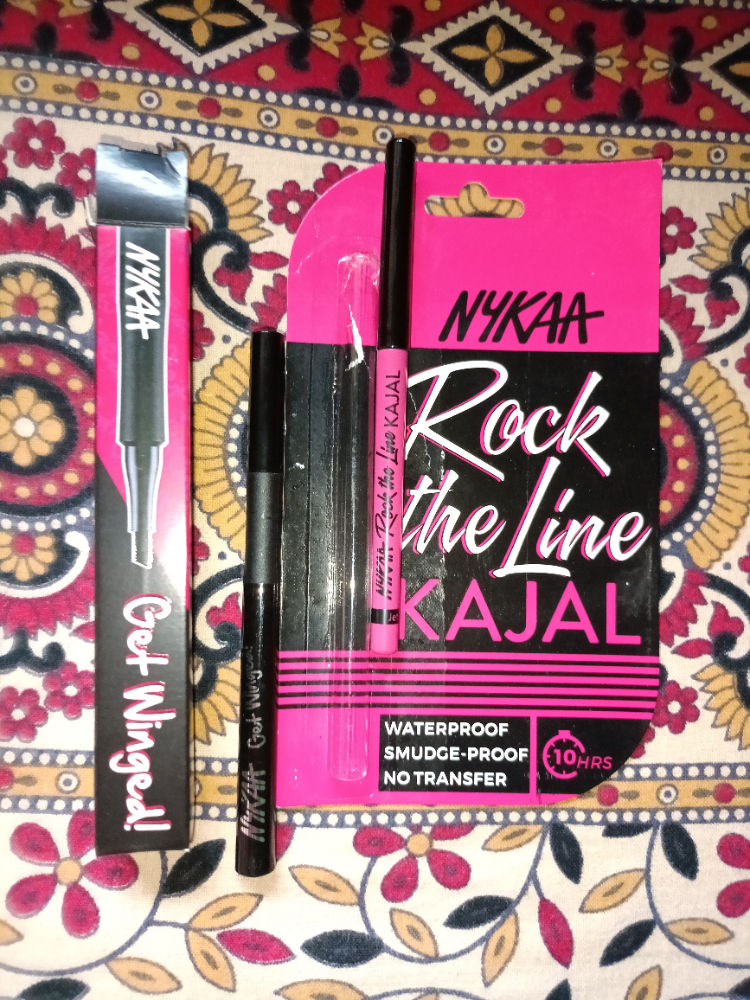 NYKAA
Get Winged!
NYKAA Get Winged!
NYKAA Rock the Line KAJAL
Jet
NYKAA
Rock
the Line
KAJAL
WATERPROOF
SMUDGE-PROOF
NO TRANSFER
10HRS